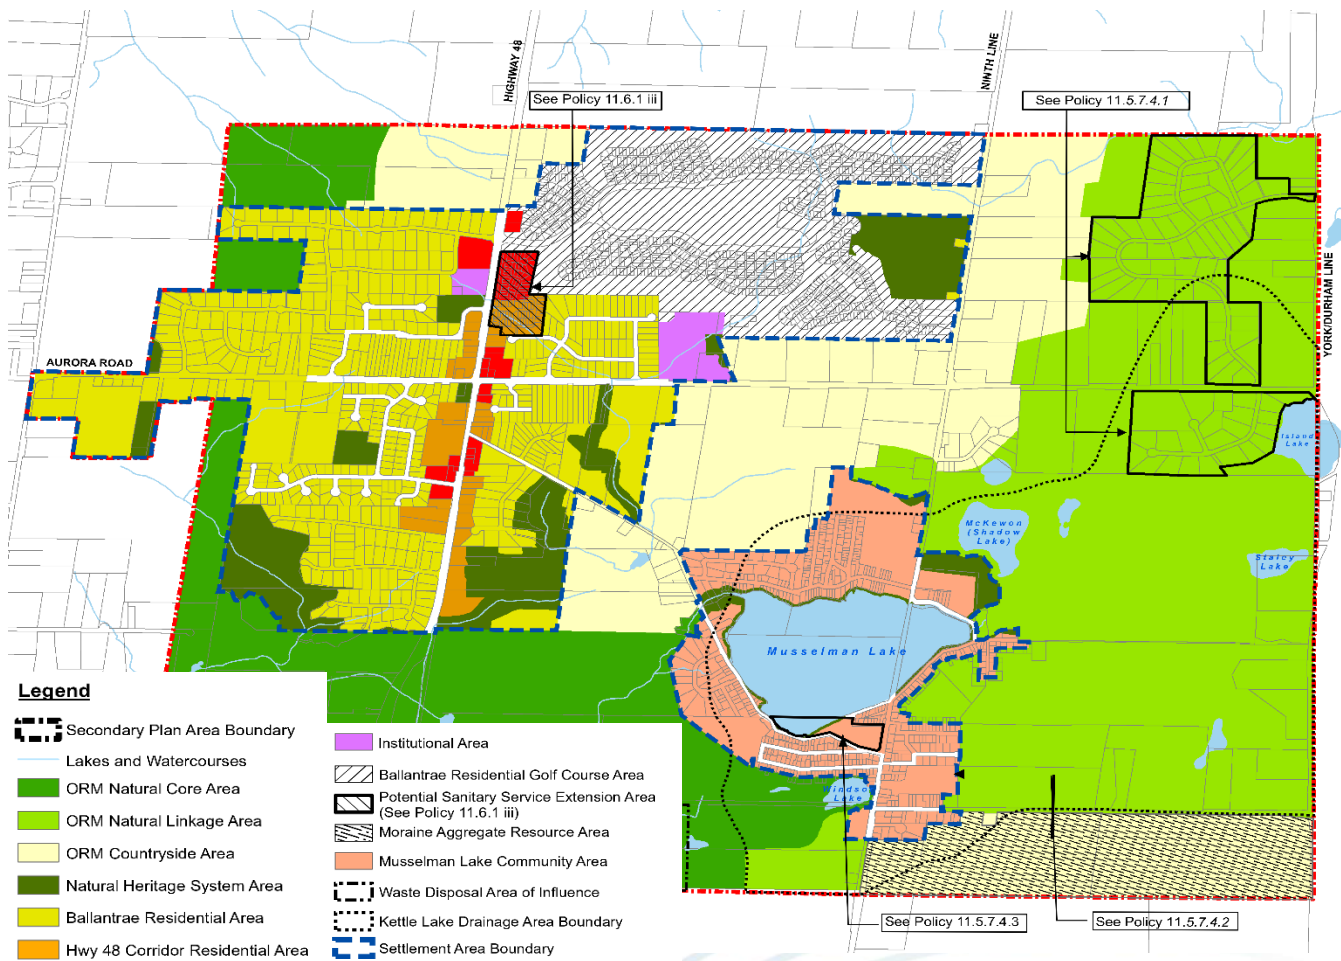 HIGHWAY 48
NINTH LINE
See Policy 11.6.1 iii
See Policy 11.5.7.4.1
YORK/DURHAM LINE
AURORA ROAD
Island
Lake
McKewon
(Shadow
Lake)
Staley
Lake
Musselman Lake
Windsor
Lake
Legend
Secondary Plan Area Boundary
Lakes and Watercourses
ORM Natural Core Area
ORM Natural Linkage Area
ORM Countryside Area
Natural Heritage System Area
Ballantrae Residential Area
Hwy 48 Corridor Residential Area
Institutional Area
Ballantrae Residential Golf Course Area
Potential Sanitary Service Extension Area
(See Policy 11.6.1 iii)
Moraine Aggregate Resource Area
Musselman Lake Community Area
Waste Disposal Area of Influence
Kettle Lake Drainage Area Boundary
Settlement Area Boundary
See Policy 11.5.7.4.3
See Policy 11.5.7.4.2